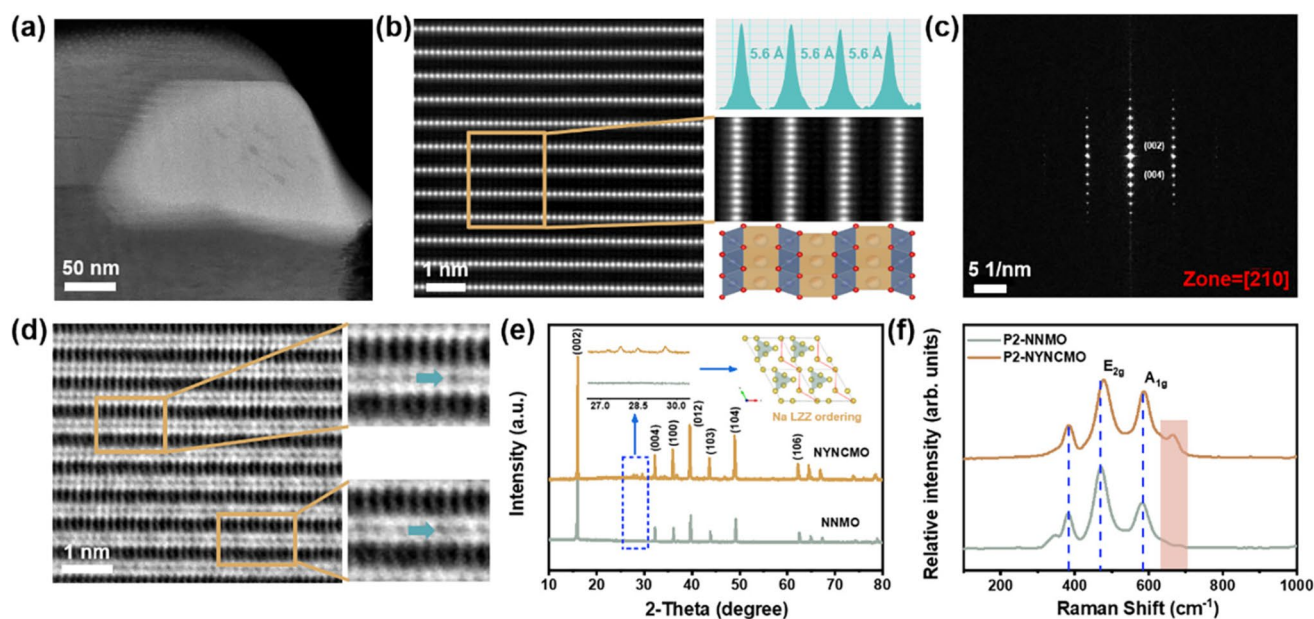 (a)
50 nm
(b)
1 nm
5.6 Å 5.6 Å 5.6 Å
(c)
(002)
(004)
5 1/nm
Zone=[210]
(d)
1 nm
(e)
Intensity (a.u.)
(002)
27.0 28.5 30.0
Na LZZ ordering
(004)
(100)
(012)
(103)
(104)
(106)
NYNCMO
NNMO
10 20 30 40 50 60 70 80
2-Theta (degree)
(f)
Relative intensity (arb. units)
P2-NNMO
P2-NYNCMO
E2g
A1g
200 400 600 800 1000
Raman Shift (cm-1)